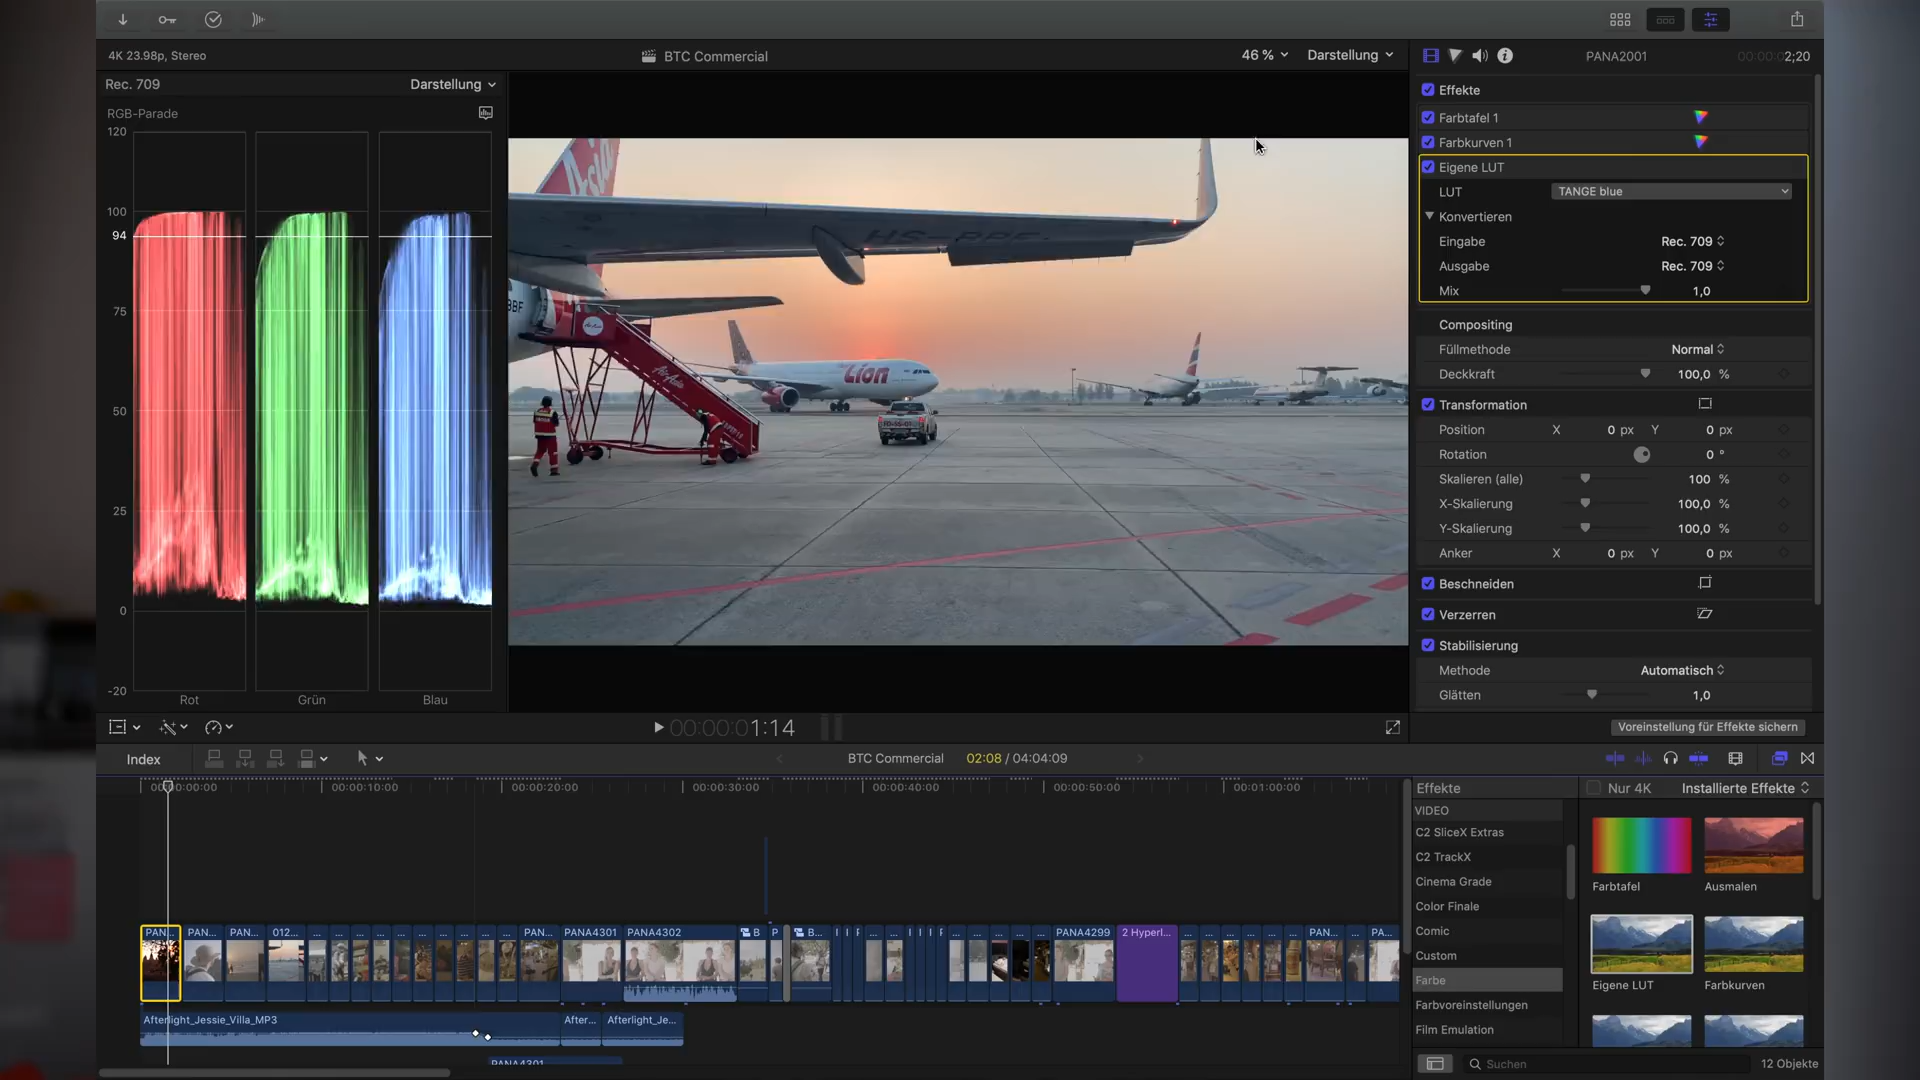 4K 23.98p, Stereo
BTC Commercial
46 %
Darstellung
PANA2001
00:00:02;20
Rec. 709
Darstellung
RGB-Parade
120
100
94
75
50
25
0
-20
Rot
Grün
Blau
Asia
HS-BBF
BBF
AirAsia
Lion
Effekte
Farbtafel 1
Farbkurven 1
Eigene LUT
LUT
TANGE blue
Konvertieren
Eingabe
Rec. 709
Ausgabe
Rec. 709
Mix
1,0
Compositing
Füllmethode
Normal
Deckkraft
100,0 %
Transformation
Position
X 0 px Y 0 px
Rotation
0 °
Skalieren (alle)
100 %
X-Skalierung
100,0 %
Y-Skalierung
100,0 %
Anker
X 0 px Y 0 px
Beschneiden
Verzerren
Stabilisierung
Methode
Automatisch
Glätten
1,0
Voreinstellung für Effekte sichern
00:00:01:14
Index
BTC Commercial
02:08 / 04:04:09
00:00:00:00
00:00:10:00
00:00:20:00
00:00:30:00
00:00:40:00
00:00:50:00
00:01:00:00
PAN...
PAN...
PAN...
012...
PAN...
PANA4301
PANA4302
B
P
B...
PANA4299
2 Hyperl...
PAN...
PA...
Afterlight_Jessie_Villa_MP3
After...
Afterlight_Je...
PANA4301
Effekte
Nur 4K
Installierte Effekte
VIDEO
C2 SliceX Extras
C2 TrackX
Cinema Grade
Color Finale
Comic
Custom
Farbe
Farbvoreinstellungen
Film Emulation
Farbtafel
Ausmalen
Eigene LUT
Farbkurven
Suchen
12 Objekte